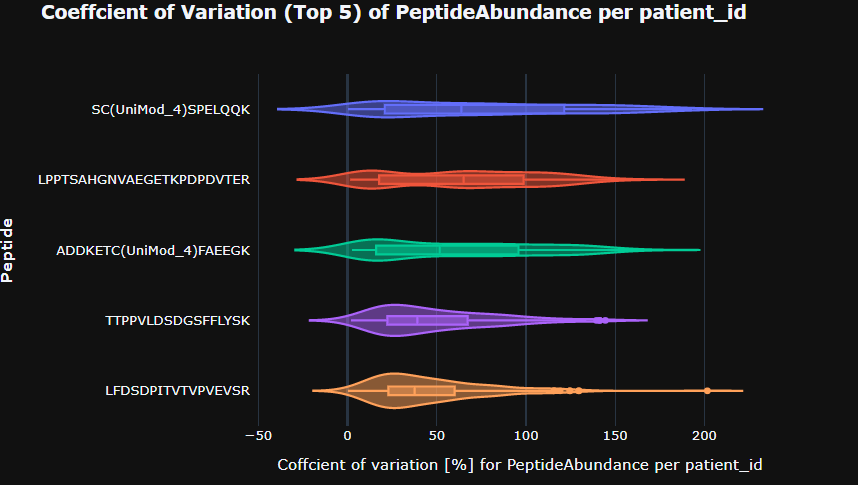 Coeffcient of Variation (Top 5) of PeptideAbundance per patient_id
SC(UniMod_4)SPELQQK
LPPTSAHGNVAEGETKPDPDVTER
ADDKETC(UniMod_4)FAEEGK
TTPPVLDSDGSFFLYSK
LFDSDPITVTVPVEVSR
Peptide
−50 0 50 100 150 200
Coffcient of variation [%] for PeptideAbundance per patient_id